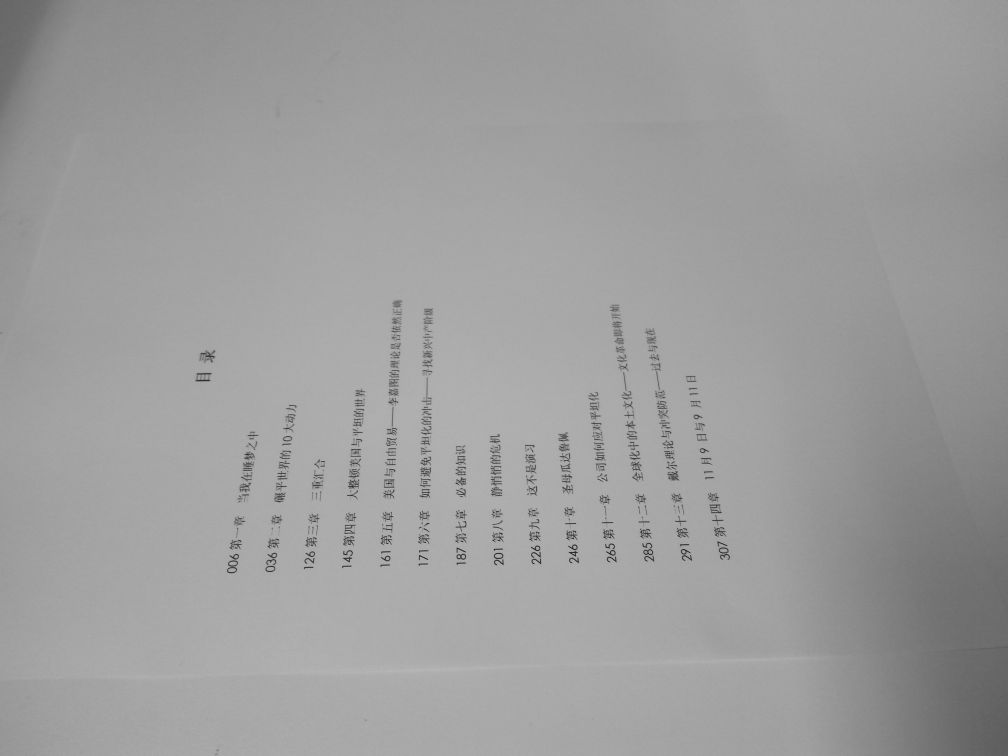 目 录
006 第一章 当我在睡梦之中
036 第二章 碾平世界的10大动力
126 第三章 三重汇合
145 第四章 大整顿美国与平坦的世界
161 第五章 美国与自由贸易——李嘉图的理论是否依然正确
171 第六章 如何避免平坦化的冲击——寻找新兴中产阶级
187 第七章 必备的知识
201 第八章 静悄悄的危机
226 第九章 这不是演习
246 第十章 圣母瓜达鲁佩
265 第十一章 公司如何应对平坦化
285 第十二章 全球化中的本土文化——文化革命即将开始
291 第十三章 戴尔理论与冲突防范——过去与现在
307 第十四章 11月9日与9月11日